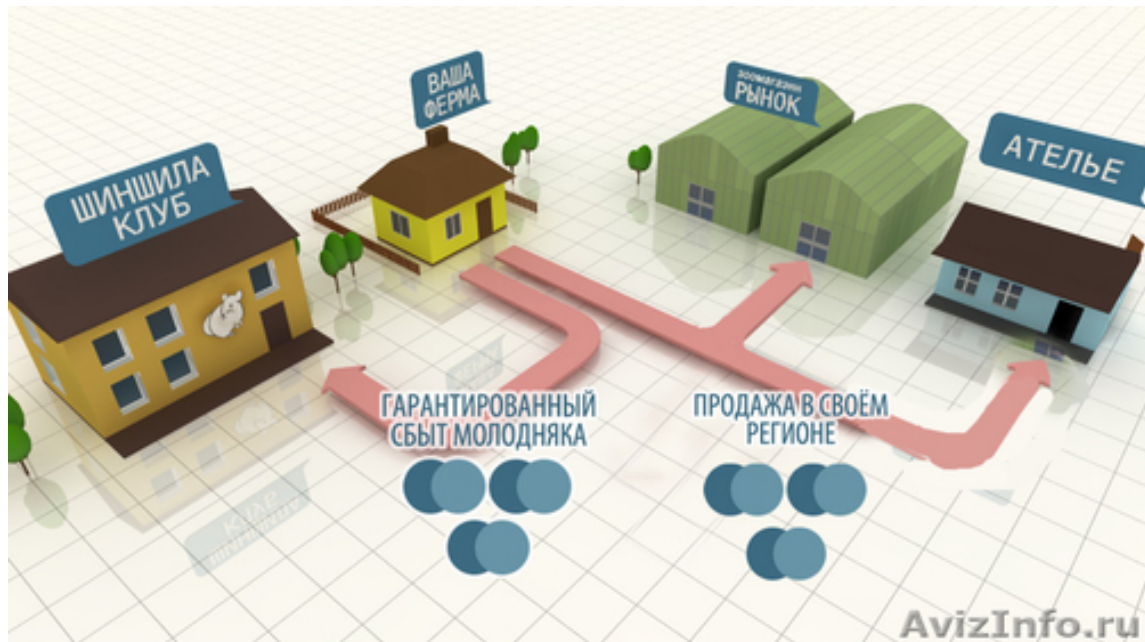 ВАША
ФЕРМА
зоомагазин
РЫНОК
АТЕЛЬЕ
ШИНШИЛА
КЛУБ
ГАРАНТИРОВАННЫЙ
СБЫТ МОЛОДНЯКА
ПРОДАЖА В СВОЁМ
РЕГИОНЕ
AvizInfo.ru